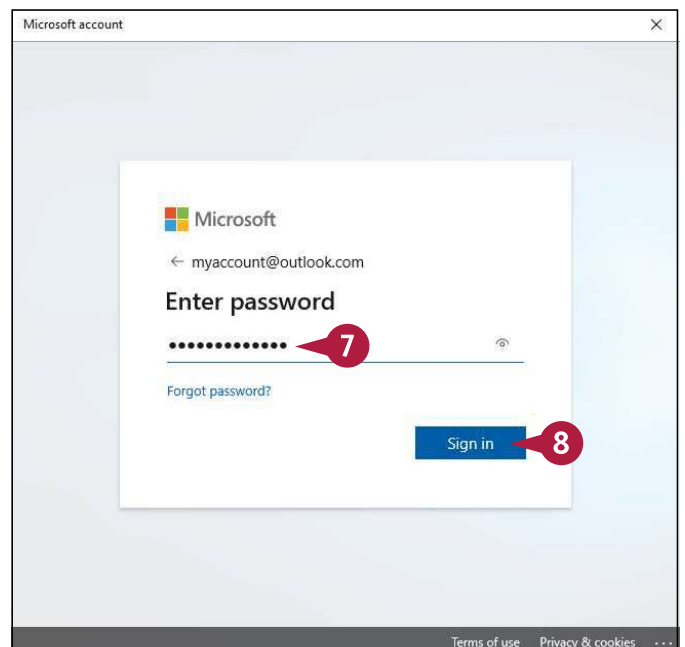 Microsoft account
Microsoft
myaccount@outlook.com
Enter password
•••••••••••••
7
Forgot password?
Sign in
8
Terms of use Privacy & cookies ...